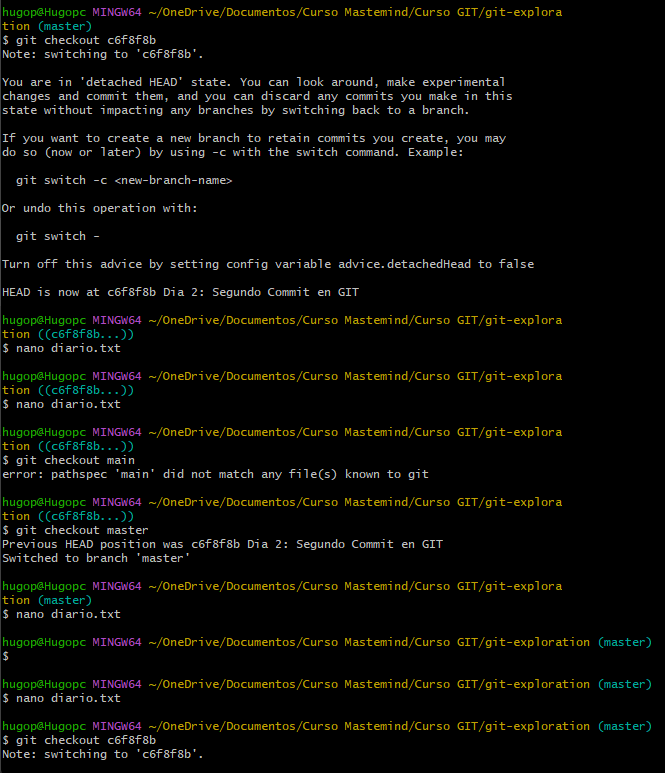 hugop@Hugopc MINGW64 ~/OneDrive/Documentos/Curso Mastemind/Curso GIT/git-explora
tion (master)
$ git checkout c6f8f8b
Note: switching to 'c6f8f8b'.

You are in 'detached HEAD' state. You can look around, make experimental
changes and commit them, and you can discard any commits you make in this
state without impacting any branches by switching back to a branch.

If you want to create a new branch to retain commits you create, you may
do so (now or later) by using -c with the switch command. Example:

  git switch -c <new-branch-name>

Or undo this operation with:

  git switch -

Turn off this advice by setting config variable advice.detachedHead to false

HEAD is now at c6f8f8b Dia 2: Segundo Commit en GIT

hugop@Hugopc MINGW64 ~/OneDrive/Documentos/Curso Mastemind/Curso GIT/git-explora
tion ((c6f8f8b...))
$ nano diario.txt

hugop@Hugopc MINGW64 ~/OneDrive/Documentos/Curso Mastemind/Curso GIT/git-explora
tion ((c6f8f8b...))
$ nano diario.txt

hugop@Hugopc MINGW64 ~/OneDrive/Documentos/Curso Mastemind/Curso GIT/git-explora
tion ((c6f8f8b...))
$ git checkout main
error: pathspec 'main' did not match any file(s) known to git

hugop@Hugopc MINGW64 ~/OneDrive/Documentos/Curso Mastemind/Curso GIT/git-explora
tion ((c6f8f8b...))
$ git checkout master
Previous HEAD position was c6f8f8b Dia 2: Segundo Commit en GIT
Switched to branch 'master'

hugop@Hugopc MINGW64 ~/OneDrive/Documentos/Curso Mastemind/Curso GIT/git-explora
tion (master)
$ nano diario.txt

hugop@Hugopc MINGW64 ~/OneDrive/Documentos/Curso Mastemind/Curso GIT/git-exploration (master)
$

hugop@Hugopc MINGW64 ~/OneDrive/Documentos/Curso Mastemind/Curso GIT/git-exploration (master)
$ nano diario.txt

hugop@Hugopc MINGW64 ~/OneDrive/Documentos/Curso Mastemind/Curso GIT/git-exploration (master)
$ git checkout c6f8f8b
Note: switching to 'c6f8f8b'.